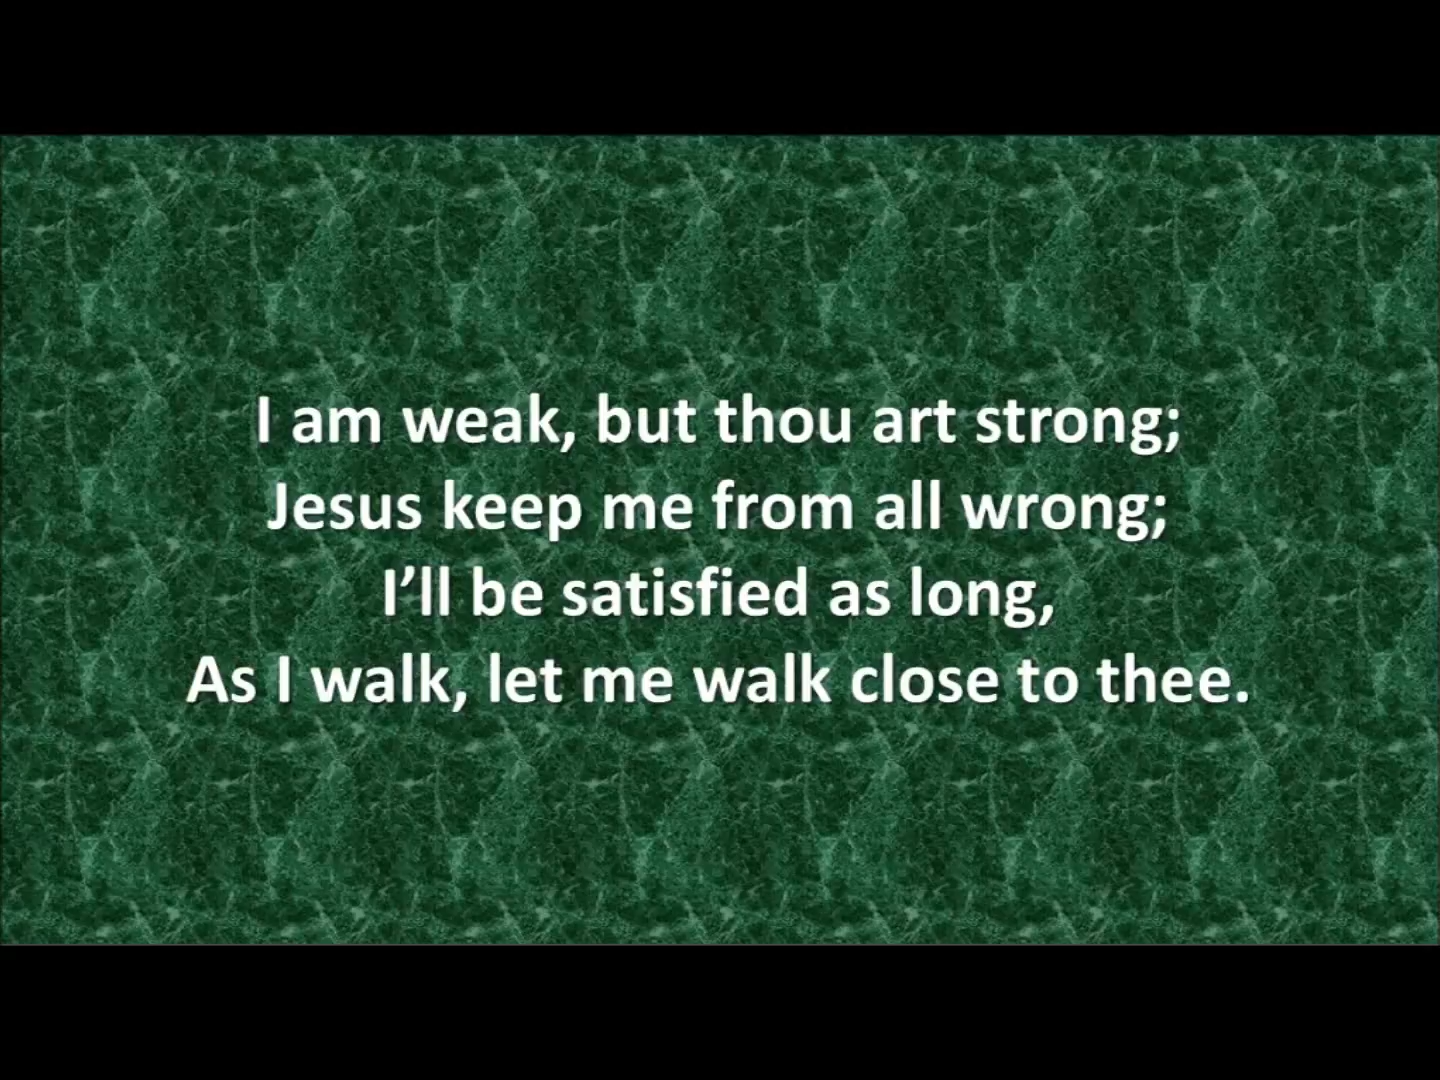 I am weak, but thou art strong;
Jesus keep me from all wrong;
I’ll be satisfied as long,
As I walk, let me walk close to thee.